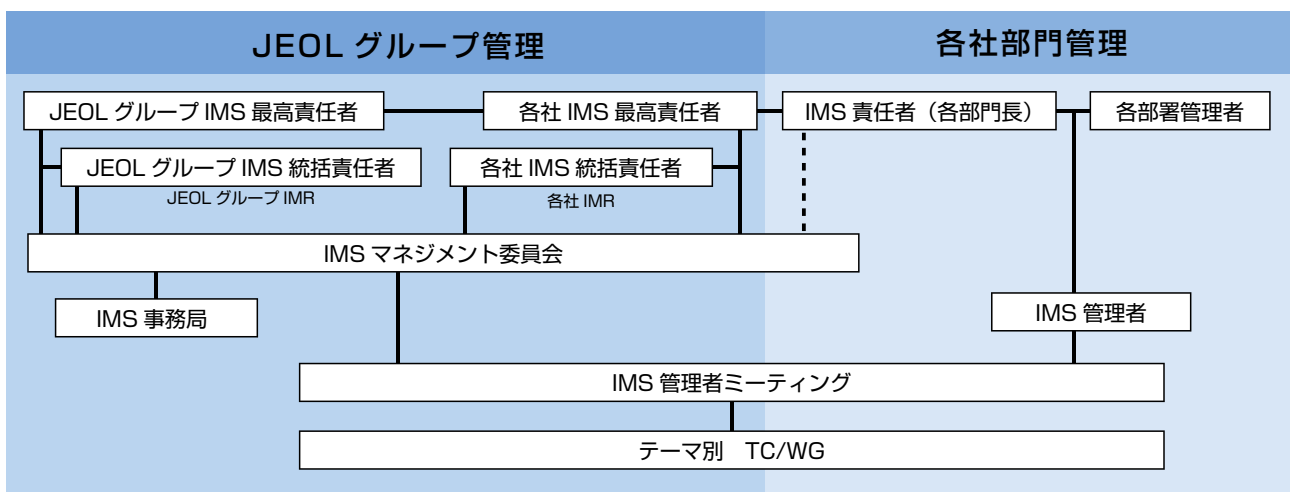 JEOL グループ管理
各社部門管理
JEOL グループ IMS 最高責任者
各社 IMS 最高責任者
IMS 責任者（各部門長）
各部署管理者
JEOL グループ IMS 統括責任者
各社 IMS 統括責任者
JEOL グループ IMR
各社 IMR
IMS マネジメント委員会
IMS 事務局
IMS 管理者
IMS 管理者ミーティング
テーマ別　TC/WG